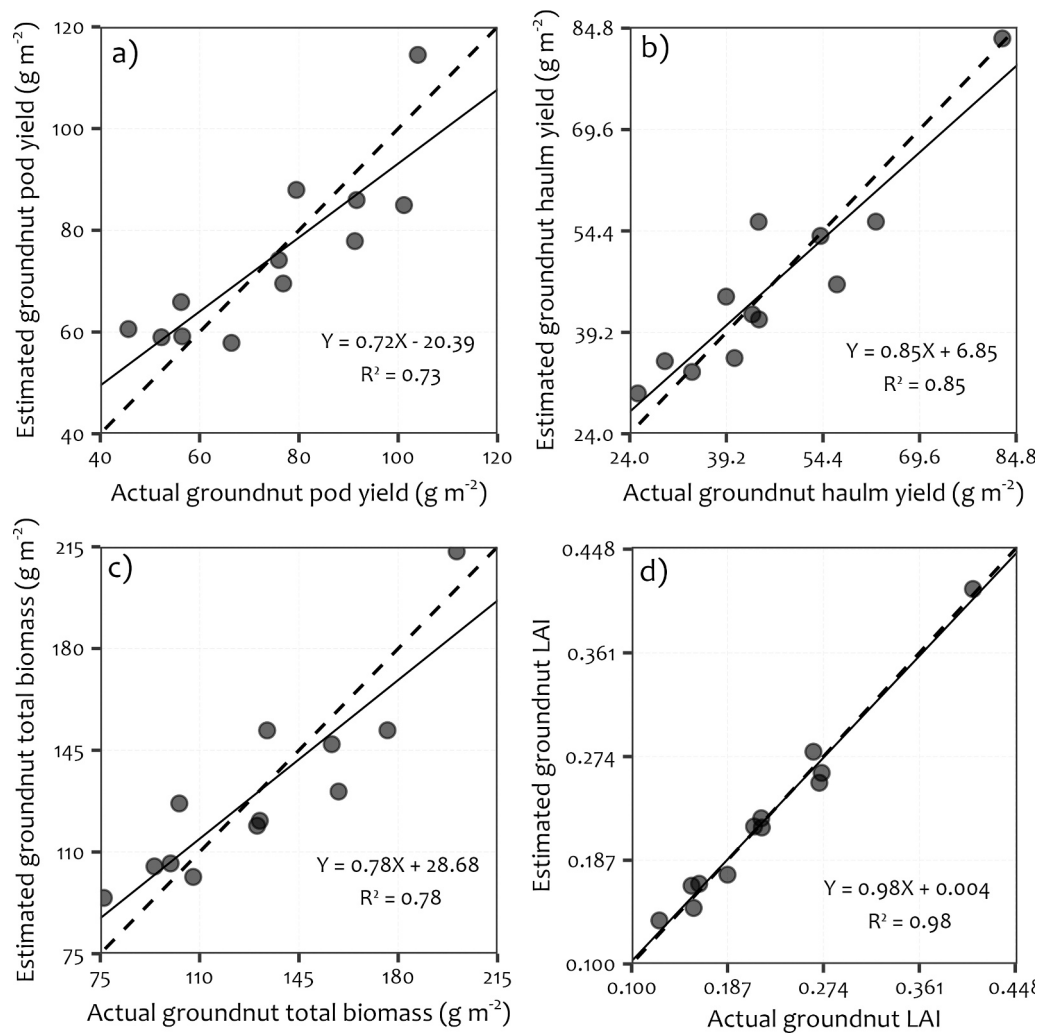 a)
Estimated groundnut pod yield (g m⁻²)
120
100
80
60
40
Y = 0.72X - 20.39
R² = 0.73
40 60 80 100 120
Actual groundnut pod yield (g m⁻²)
b)
Estimated groundnut haulm yield (g m⁻²)
84.8
69.6
54.4
39.2
24.0
Y = 0.85X + 6.85
R² = 0.85
24.0 39.2 54.4 69.6 84.8
Actual groundnut haulm yield (g m⁻²)
c)
Estimated groundnut total biomass (g m⁻²)
215
180
145
110
75
Y = 0.78X + 28.68
R² = 0.78
75 110 145 180 215
Actual groundnut total biomass (g m⁻²)
d)
Estimated groundnut LAI
0.448
0.361
0.274
0.187
0.100
Y = 0.98X + 0.004
R² = 0.98
0.100 0.187 0.274 0.361 0.448
Actual groundnut LAI